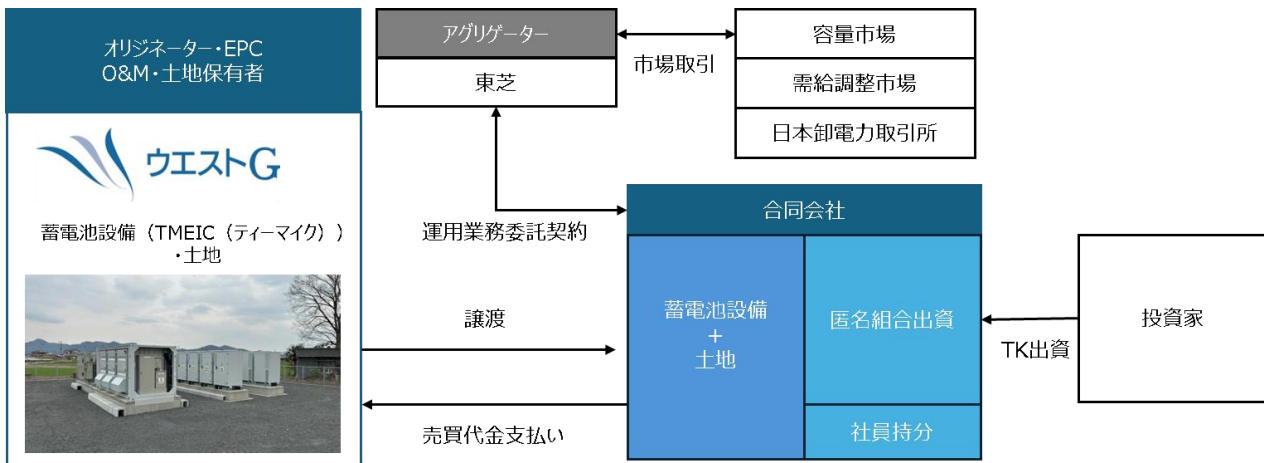 オリジネーター・EPC
O&M・土地保有者
ウエストG
蓄電池設備（TMEIC（ティーマイク））
・土地
アグリゲーター
東芝
市場取引
容量市場
需給調整市場
日本卸電力取引所
運用業務委託契約
譲渡
売買代金支払い
合同会社
蓄電池設備
+
土地
匿名組合出資
社員持分
TK出資
投資家